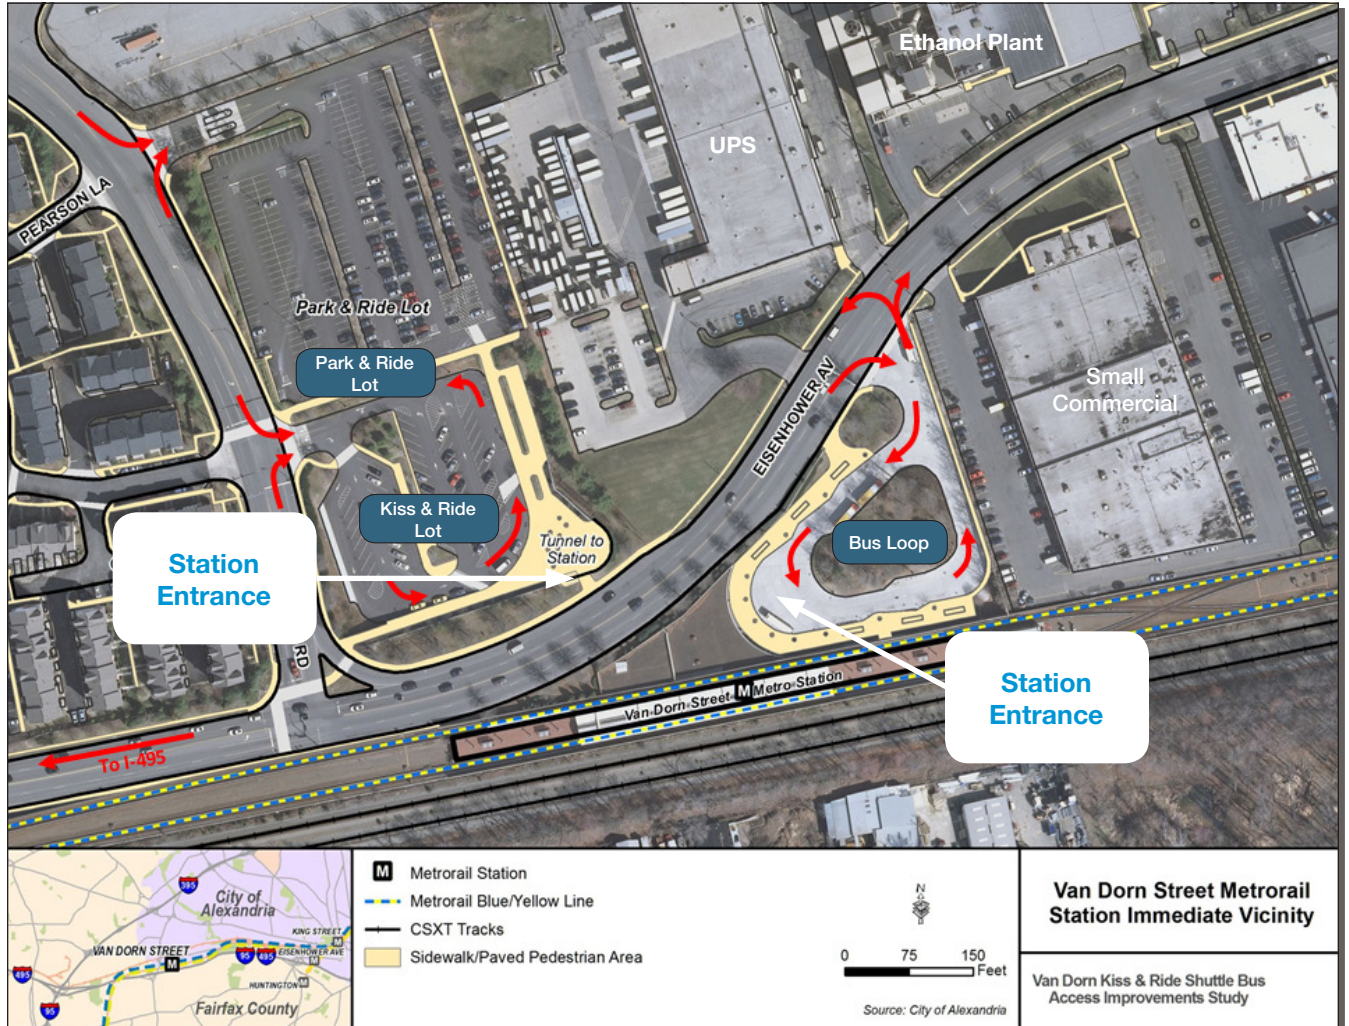 Ethanol Plant
UPS
PEARSON LA
Park & Ride Lot
Park & Ride
Lot
EISENHOWER AV
Small
Commercial
Kiss & Ride
Lot
Tunnel to
Station
Bus Loop
Station
Entrance
RD
Station
Entrance
Van Dorn Street M Metro Station
To I-495
395
City of
Alexandria
KING STREET
M
VAN DORN STREET
M
95
495
EISENHOWER AVE
M
495
HUNTINGTON M
95
Fairfax County
M Metrorail Station
Metrorail Blue/Yellow Line
CSXT Tracks
Sidewalk/Paved Pedestrian Area
N
0 75 150
Feet
Source: City of Alexandria
Van Dorn Street Metrorail
Station Immediate Vicinity
Van Dorn Kiss & Ride Shuttle Bus
Access Improvements Study